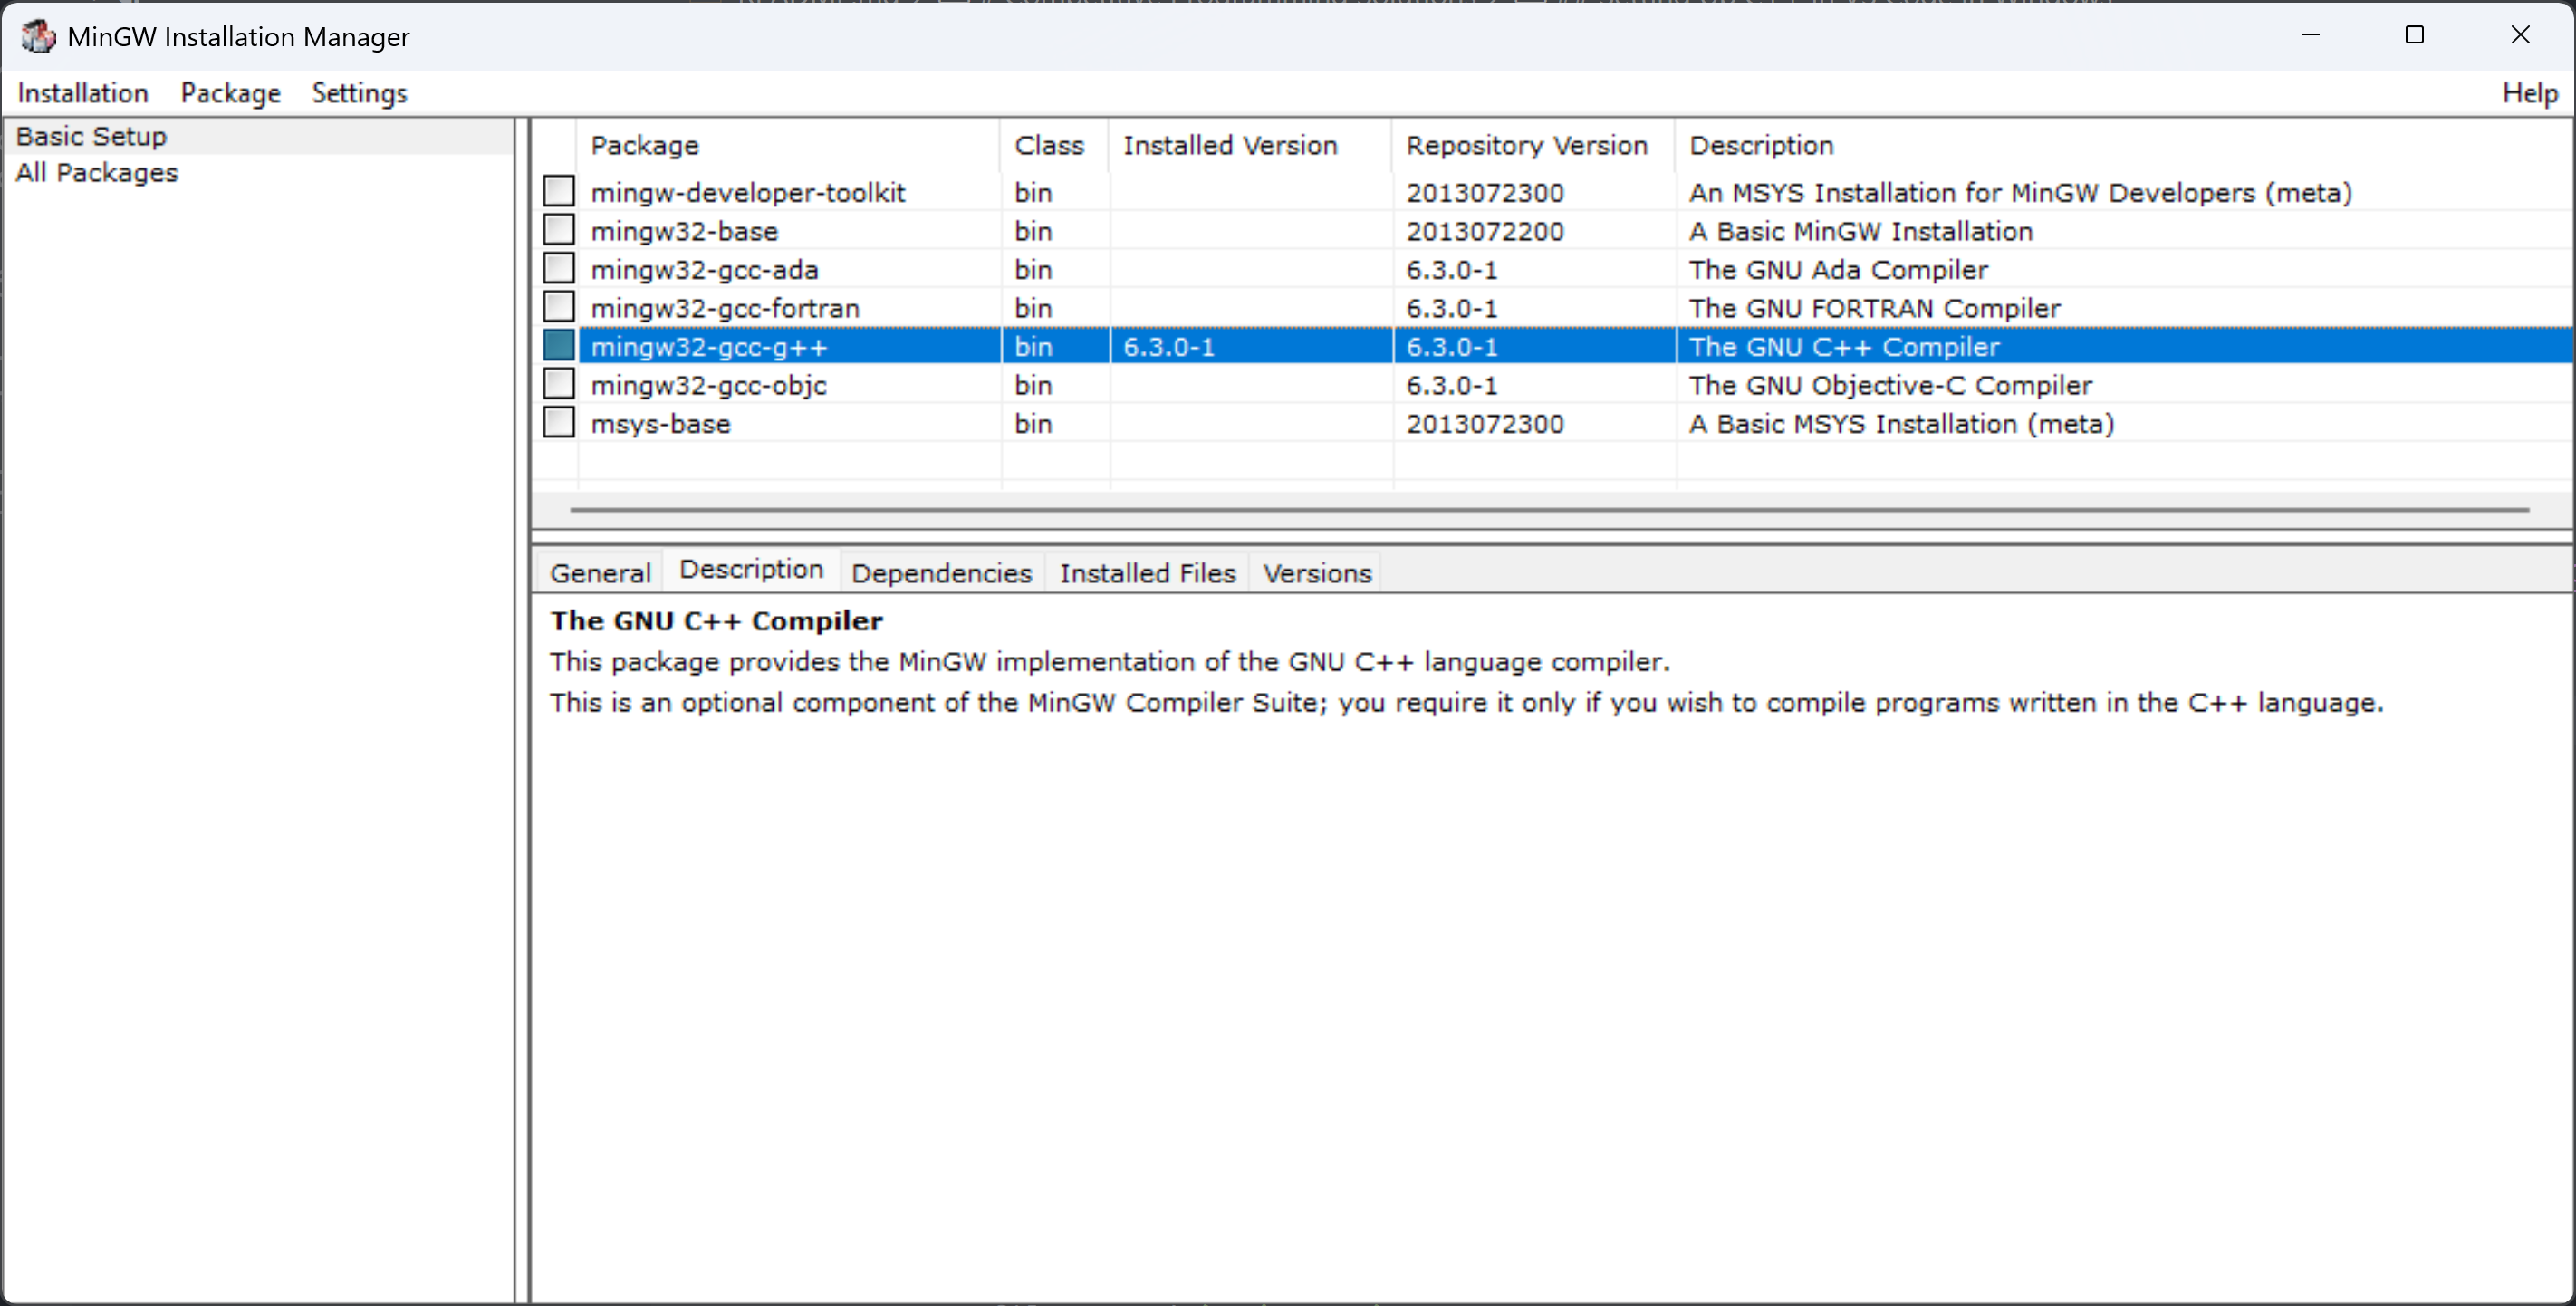 MinGW Installation Manager
Installation Package Settings Help
Basic Setup
All Packages
Package Class Installed Version Repository Version Description
mingw-developer-toolkit bin 2013072300 An MSYS Installation for MinGW Developers (meta)
mingw32-base bin 2013072200 A Basic MinGW Installation
mingw32-gcc-ada bin 6.3.0-1 The GNU Ada Compiler
mingw32-gcc-fortran bin 6.3.0-1 The GNU FORTRAN Compiler
mingw32-gcc-g++ bin 6.3.0-1 6.3.0-1 The GNU C++ Compiler
mingw32-gcc-objc bin 6.3.0-1 The GNU Objective-C Compiler
msys-base bin 2013072300 A Basic MSYS Installation (meta)
General Description Dependencies Installed Files Versions
The GNU C++ Compiler
This package provides the MinGW implementation of the GNU C++ language compiler.
This is an optional component of the MinGW Compiler Suite; you require it only if you wish to compile programs written in the C++ language.